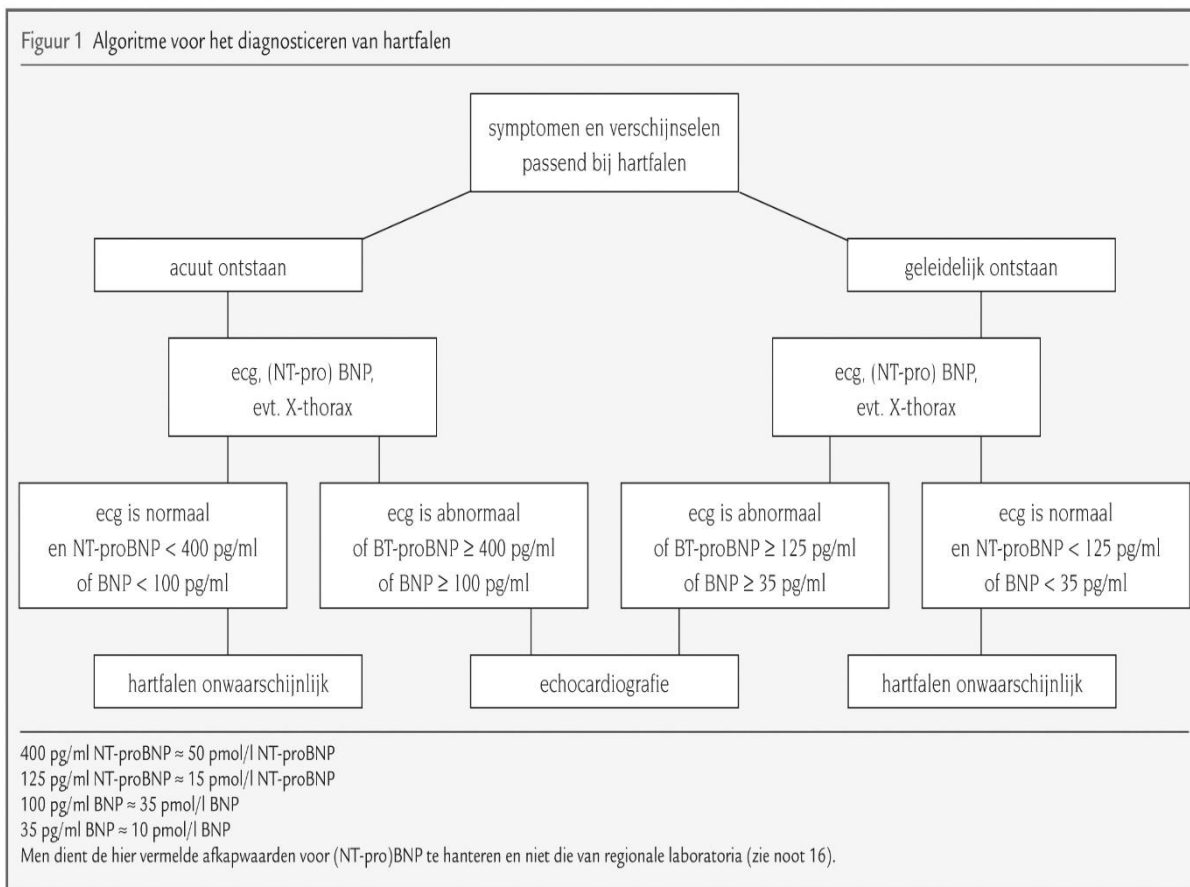 Figuur 1 Algoritme voor het diagnosticeren van hartfalen
symptomen en verschijnselen
passend bij hartfalen
acuut ontstaan
geleidelijk ontstaan
ecg, (NT-pro) BNP,
evt. X-thorax
ecg, (NT-pro) BNP,
evt. X-thorax
ecg is normaal
en NT-proBNP < 400 pg/ml
of BNP < 100 pg/ml
ecg is abnormaal
of BT-proBNP ≥ 400 pg/ml
of BNP ≥ 100 pg/ml
ecg is abnormaal
of BT-proBNP ≥ 125 pg/ml
of BNP ≥ 35 pg/ml
ecg is normaal
en NT-proBNP < 125 pg/ml
of BNP < 35 pg/ml
hartfalen onwaarschijnlijk
echocardiografie
hartfalen onwaarschijnlijk
400 pg/ml NT-proBNP ≈ 50 pmol/l NT-proBNP
125 pg/ml NT-proBNP ≈ 15 pmol/l NT-proBNP
100 pg/ml BNP ≈ 35 pmol/l BNP
35 pg/ml BNP ≈ 10 pmol/l BNP
Men dient de hier vermelde afkapwaarden voor (NT-pro)BNP te hanteren en niet die van regionale laboratoria (zie noot 16).